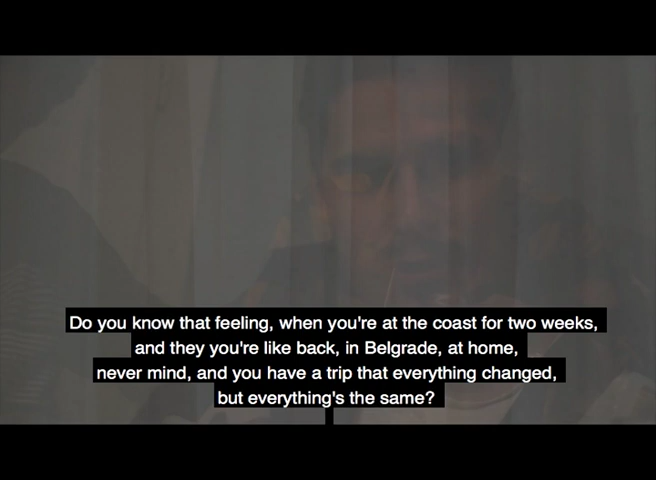 Do you know that feeling, when you're at the coast for two weeks,
and they you're like back, in Belgrade, at home,
never mind, and you have a trip that everything changed,
but everything's the same?